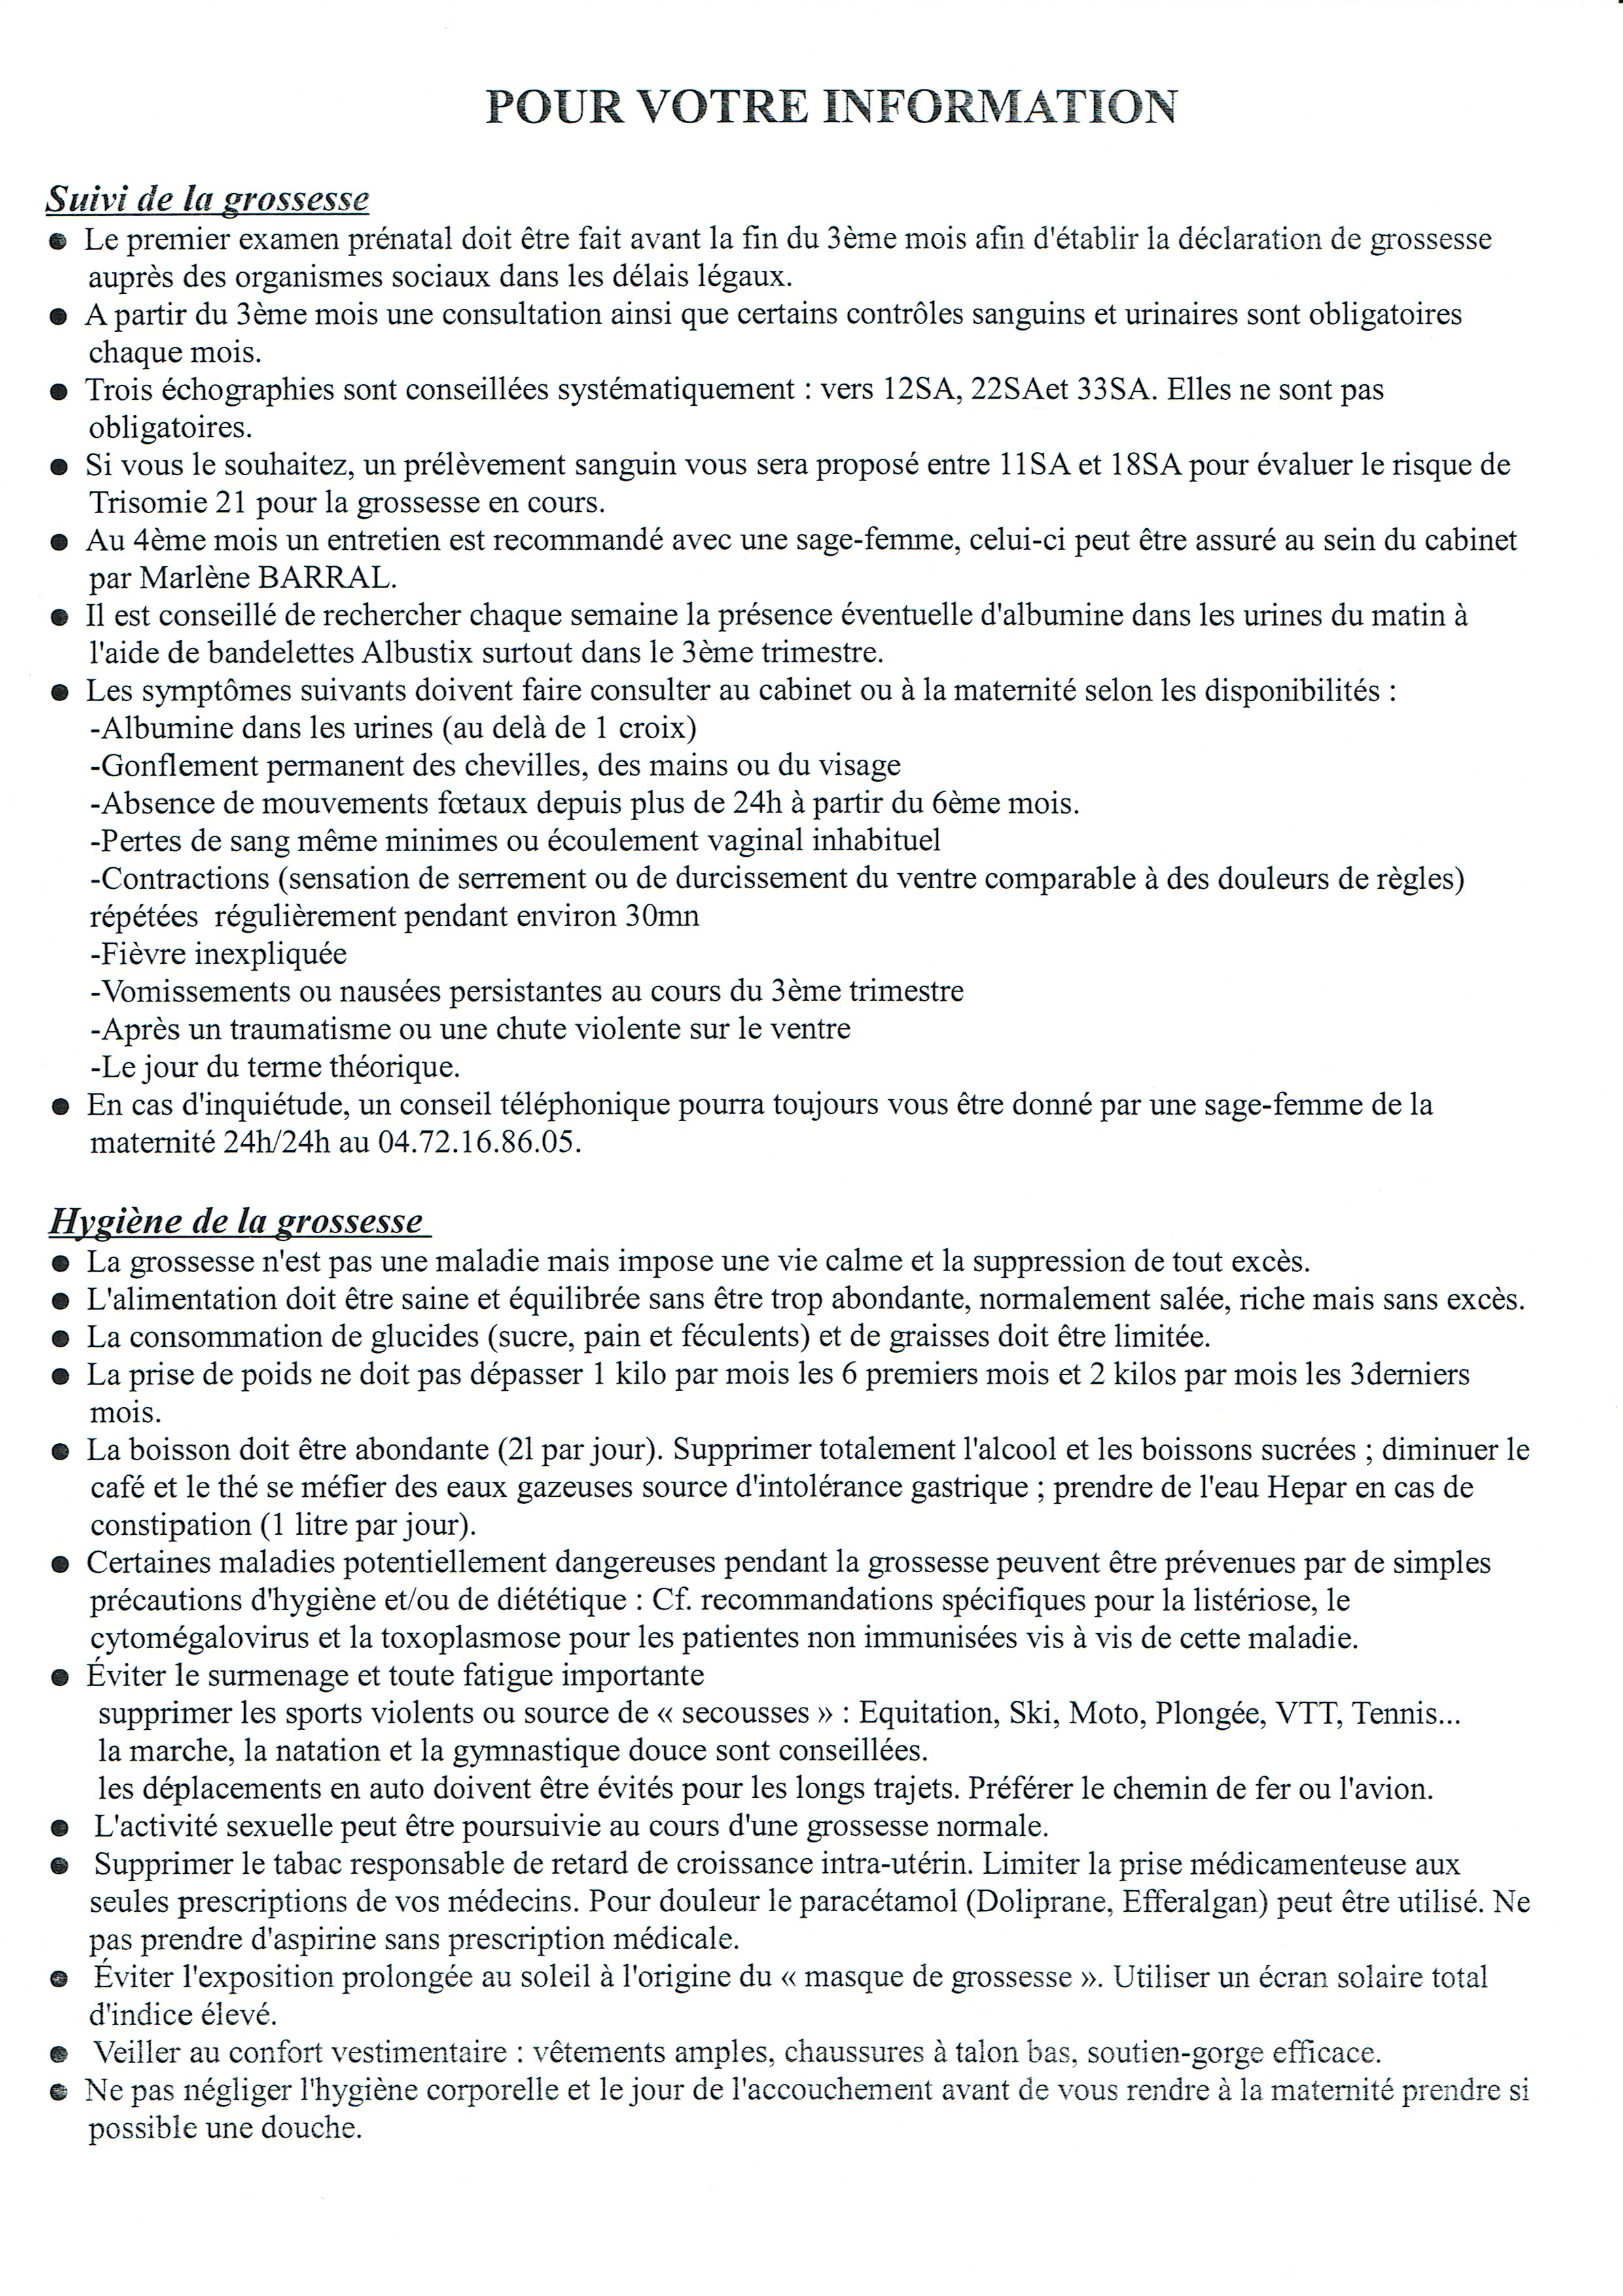 POUR VOTRE INFORMATION
Suivi de la grossesse
● Le premier examen prénatal doit être fait avant la fin du 3ème mois afin d'établir la déclaration de grossesse
auprès des organismes sociaux dans les délais légaux.
● A partir du 3ème mois une consultation ainsi que certains contrôles sanguins et urinaires sont obligatoires
chaque mois.
● Trois échographies sont conseillées systématiquement : vers 12SA, 22SAet 33SA. Elles ne sont pas
obligatoires.
● Si vous le souhaitez, un prélèvement sanguin vous sera proposé entre 11SA et 18SA pour évaluer le risque de
Trisomie 21 pour la grossesse en cours.
● Au 4ème mois un entretien est recommandé avec une sage-femme, celui-ci peut être assuré au sein du cabinet
par Marlène BARRAL.
● Il est conseillé de rechercher chaque semaine la présence éventuelle d'albumine dans les urines du matin à
l'aide de bandelettes Albustix surtout dans le 3ème trimestre.
● Les symptômes suivants doivent faire consulter au cabinet ou à la maternité selon les disponibilités :
-Albumine dans les urines (au delà de 1 croix)
-Gonflement permanent des chevilles, des mains ou du visage
-Absence de mouvements fœtaux depuis plus de 24h à partir du 6ème mois.
-Pertes de sang même minimes ou écoulement vaginal inhabituel
-Contractions (sensation de serrement ou de durcissement du ventre comparable à des douleurs de règles)
répétées régulièrement pendant environ 30mn
-Fièvre inexpliquée
-Vomissements ou nausées persistantes au cours du 3ème trimestre
-Après un traumatisme ou une chute violente sur le ventre
-Le jour du terme théorique.
● En cas d'inquiétude, un conseil téléphonique pourra toujours vous être donné par une sage-femme de la
maternité 24h/24h au 04.72.16.86.05.
Hygiène de la grossesse
● La grossesse n'est pas une maladie mais impose une vie calme et la suppression de tout excès.
● L'alimentation doit être saine et équilibrée sans être trop abondante, normalement salée, riche mais sans excès.
● La consommation de glucides (sucre, pain et féculents) et de graisses doit être limitée.
● La prise de poids ne doit pas dépasser 1 kilo par mois les 6 premiers mois et 2 kilos par mois les 3derniers
mois.
● La boisson doit être abondante (2l par jour). Supprimer totalement l'alcool et les boissons sucrées ; diminuer le
café et le thé se méfier des eaux gazeuses source d'intolérance gastrique ; prendre de l'eau Hepar en cas de
constipation (1 litre par jour).
● Certaines maladies potentiellement dangereuses pendant la grossesse peuvent être prévenues par de simples
précautions d'hygiène et/ou de diététique : Cf. recommandations spécifiques pour la listériose, le
cytomégalovirus et la toxoplasmose pour les patientes non immunisées vis à vis de cette maladie.
● Éviter le surmenage et toute fatigue importante
supprimer les sports violents ou source de « secousses » : Equitation, Ski, Moto, Plongée, VTT, Tennis...
la marche, la natation et la gymnastique douce sont conseillées.
les déplacements en auto doivent être évités pour les longs trajets. Préférer le chemin de fer ou l'avion.
● L'activité sexuelle peut être poursuivie au cours d'une grossesse normale.
● Supprimer le tabac responsable de retard de croissance intra-utérin. Limiter la prise médicamenteuse aux
seules prescriptions de vos médecins. Pour douleur le paracétamol (Doliprane, Efferalgan) peut être utilisé. Ne
pas prendre d'aspirine sans prescription médicale.
● Éviter l'exposition prolongée au soleil à l'origine du « masque de grossesse ». Utiliser un écran solaire total
d'indice élevé.
● Veiller au confort vestimentaire : vêtements amples, chaussures à talon bas, soutien-gorge efficace.
● Ne pas négliger l'hygiène corporelle et le jour de l'accouchement avant de vous rendre à la maternité prendre si
possible une douche.